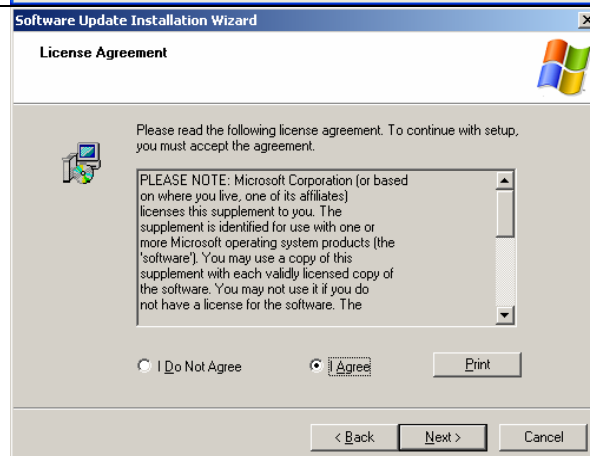 Software Update Installation Wizard
License Agreement
Please read the following license agreement. To continue with setup,
you must accept the agreement.
PLEASE NOTE: Microsoft Corporation (or based
on where you live, one of its affiliates)
licenses this supplement to you. The
supplement is identified for use with one or
more Microsoft operating system products (the
'software'). You may use a copy of this
supplement with each validly licensed copy of
the software. You may not use it if you do
not have a license for the software. The
I Do Not Agree I Agree Print
< Back Next > Cancel